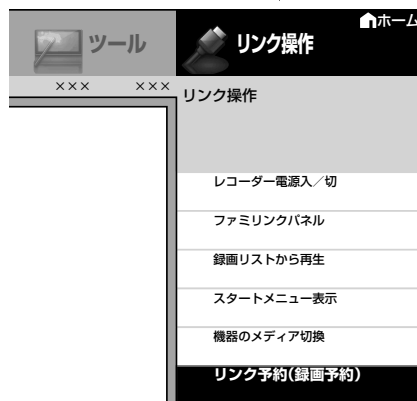 ホーム
ツール
リンク操作
××× ×××
リンク操作
レコーダー電源入／切
ファミリンクパネル
録画リストから再生
スタートメニュー表示
機器のメディア切換
リンク予約(録画予約)